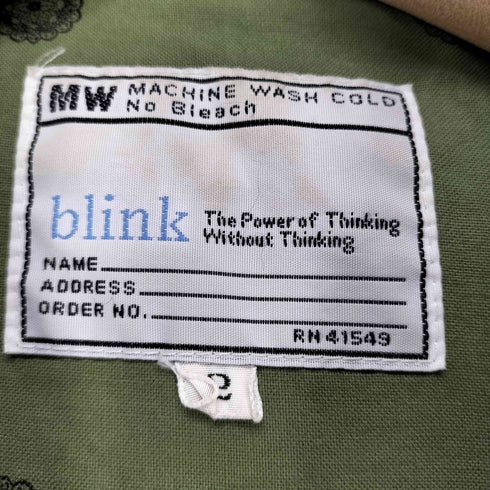 MW MACHINE WASH COLD
No Bleach
blink The Power of Thinking
Without Thinking
NAME
ADDRESS
ORDER NO.
RN 41549
2